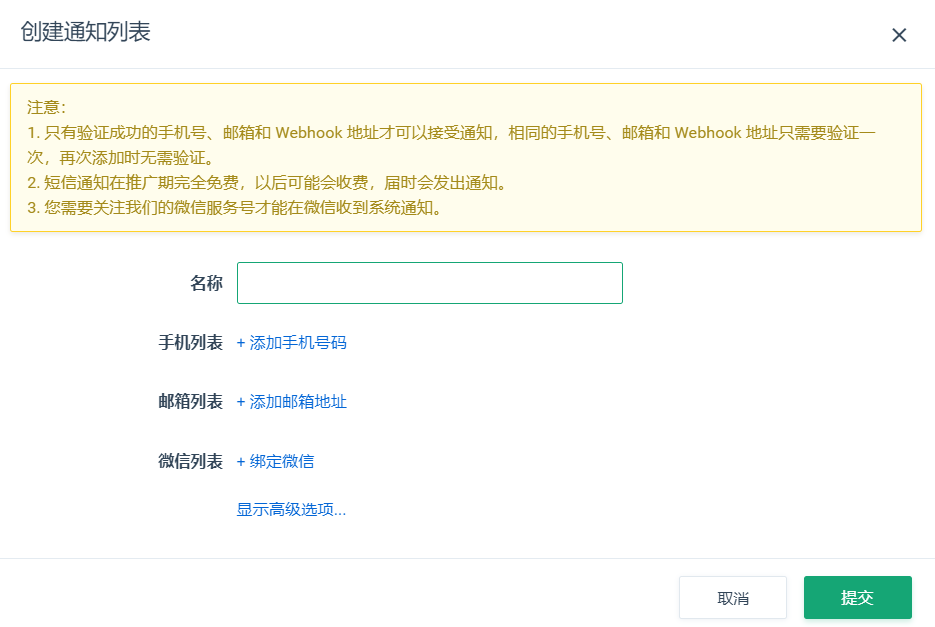 创建通知列表
注意：
1. 只有验证成功的手机号、邮箱和 Webhook 地址才可以接受通知，相同的手机号、邮箱和 Webhook 地址只需要验证一
次，再次添加时无需验证。
2. 短信通知在推广期完全免费，以后可能会收费，届时会发出通知。
3. 您需要关注我们的微信服务号才能在微信收到系统通知。
名称
手机列表 + 添加手机号码
邮箱列表 + 添加邮箱地址
微信列表 + 绑定微信
显示高级选项...
取消 提交